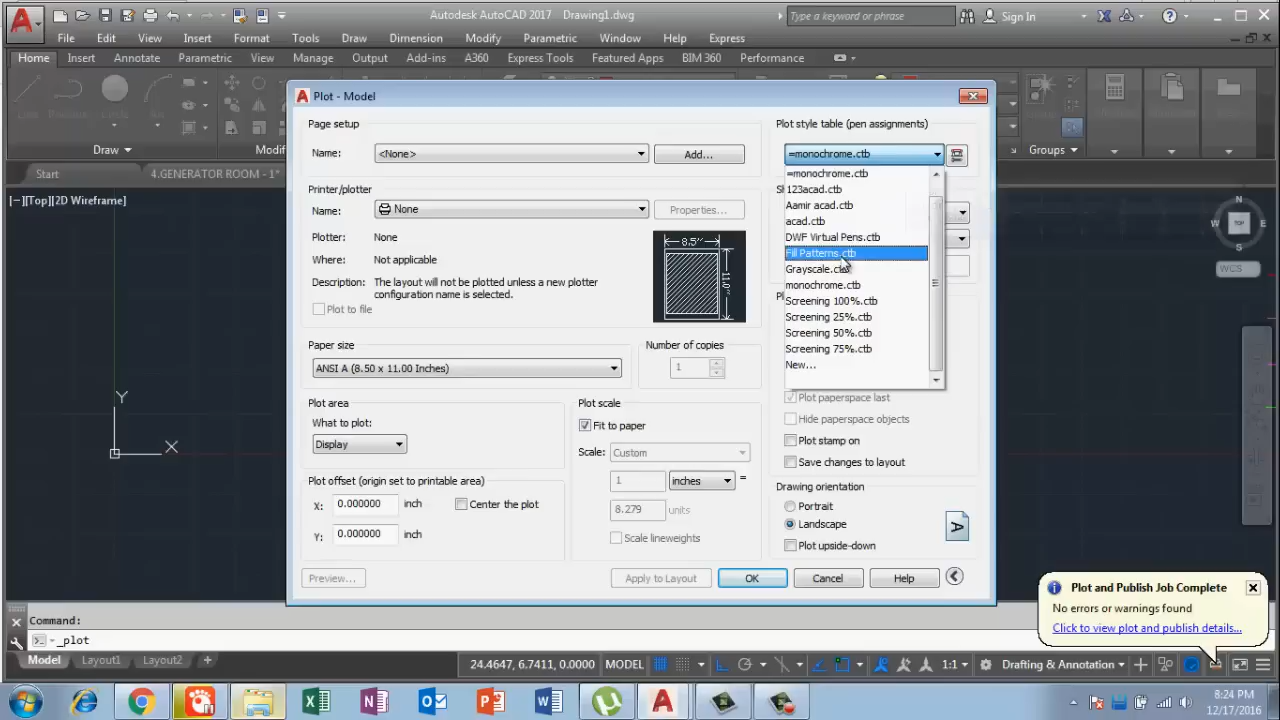 Autodesk AutoCAD 2017 Drawing1.dwg
Type a keyword or phrase
Sign In
File Edit View Insert Format Tools Draw Dimension Modify Parametric Window Help Express
Home Insert Annotate Parametric View Manage Output Add-ins A360 Express Tools Featured Apps BIM 360 Performance
Draw
Modif
Groups
Start
4.GENERATOR ROOM - 1*
[−][Top][2D Wireframe]
Plot - Model
Page setup
Name:
<None>
Add...
Printer/plotter
Name:
None
Properties...
Plotter:
None
Where:
Not applicable
Description:
The layout will not be plotted unless a new plotter
configuration name is selected.
Plot to file
8.5''
11.0''
Paper size
ANSI A (8.50 x 11.00 Inches)
Number of copies
1
Plot area
What to plot:
Display
Plot offset (origin set to printable area)
X:
0.000000
inch
Center the plot
Y:
0.000000
inch
Plot scale
Fit to paper
Scale:
Custom
1
inches
=
8.279
units
Scale lineweights
Plot style table (pen assignments)
=monochrome.ctb
=monochrome.ctb
123acad.ctb
Aamir acad.ctb
acad.ctb
DWF Virtual Pens.ctb
Fill Patterns.ctb
Grayscale.ctb
monochrome.ctb
Screening 100%.ctb
Screening 25%.ctb
Screening 50%.ctb
Screening 75%.ctb
New...
Plot paperspace last
Hide paperspace objects
Plot stamp on
Save changes to layout
Drawing orientation
Portrait
Landscape
Plot upside-down
A
Preview...
Apply to Layout
OK
Cancel
Help
N
W
TOP
E
S
WCS
Y
X
Plot and Publish Job Complete
No errors or warnings found
Click to view plot and publish details...
Command:
_plot
Model Layout1 Layout2 +
24.4647, 6.7411, 0.0000 MODEL
1:1
Drafting & Annotation
8:24 PM
12/17/2016